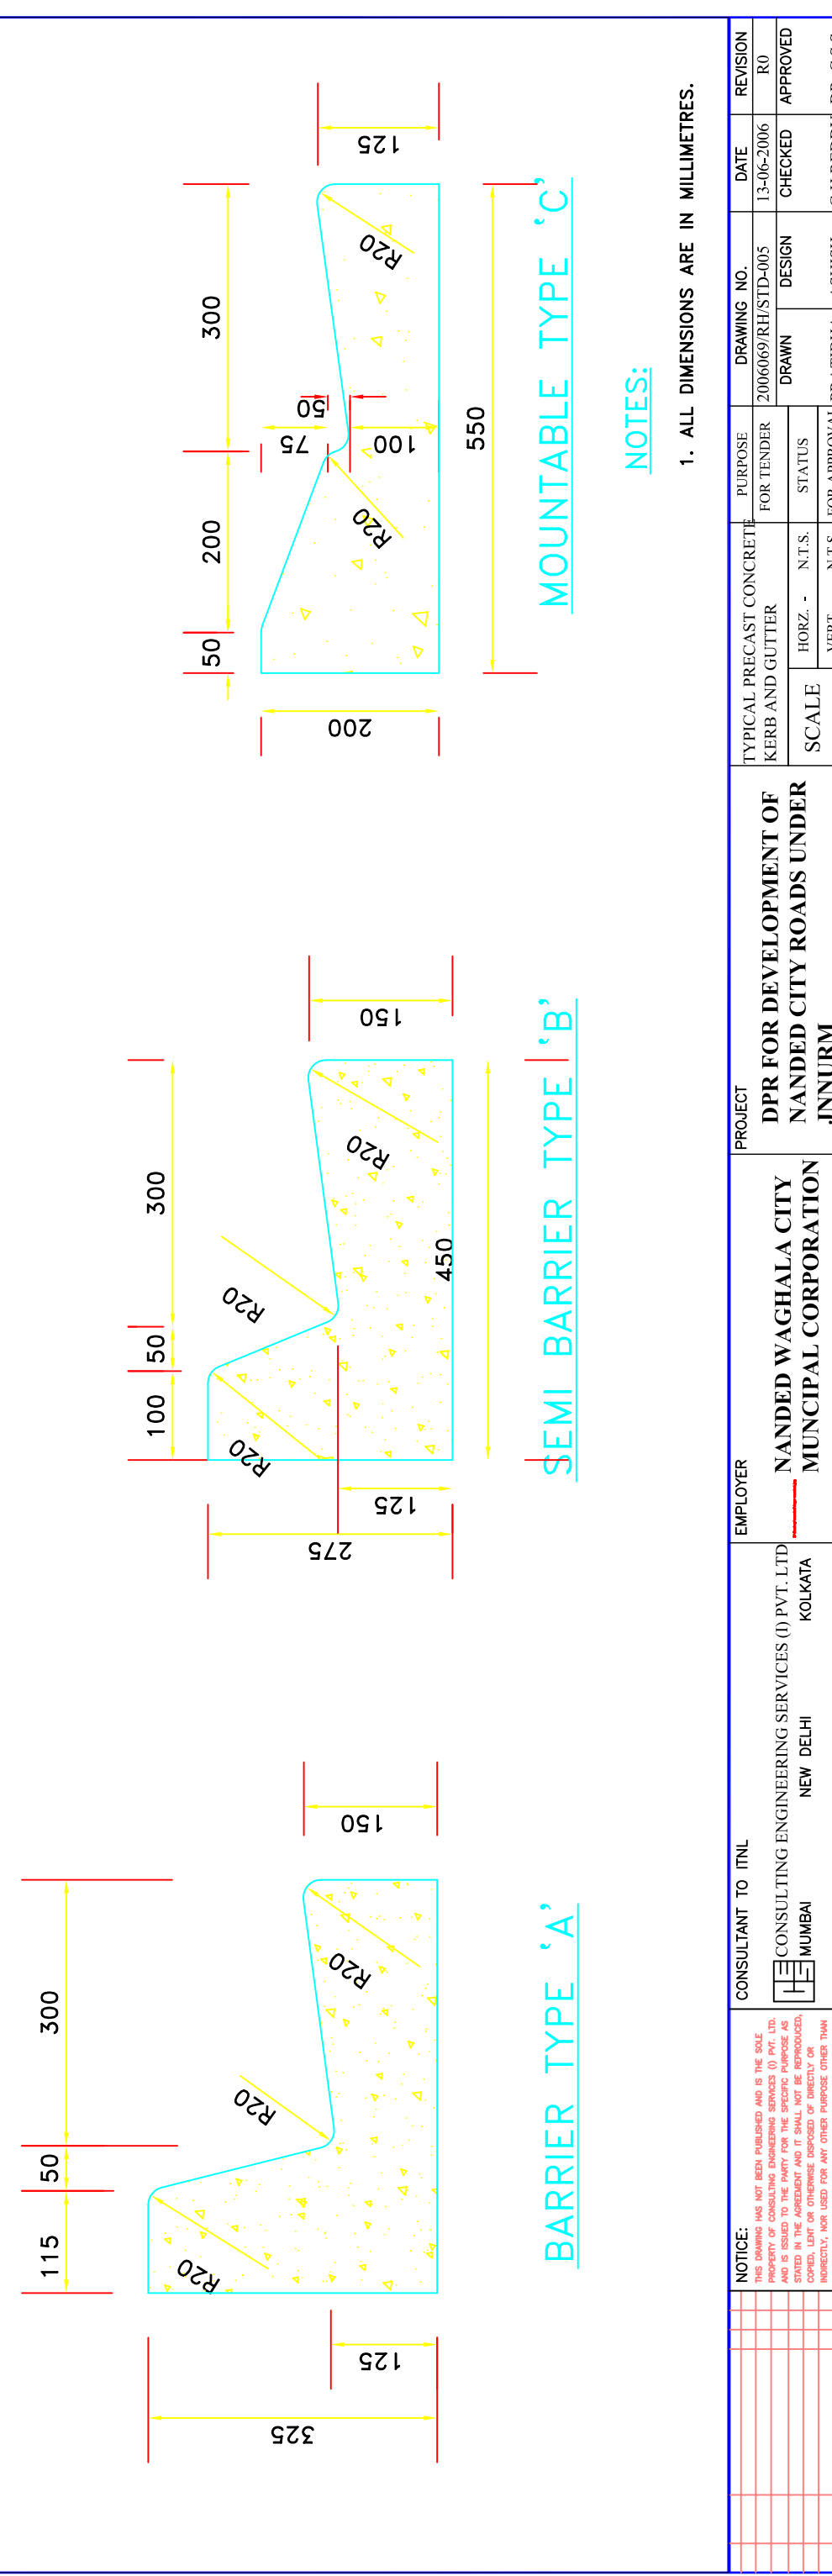 325
125
115
50
300
R20
R20
R20
150
BARRIER TYPE 'A'
275
125
100
50
300
R20
R20
R20
150
450
SEMI BARRIER TYPE 'B'
200
50
200
300
75
50
100
R20
R20
125
550
MOUNTABLE TYPE 'C'
NOTES:
1. ALL DIMENSIONS ARE IN MILLIMETRES.
NOTICE:
THIS DRAWING HAS NOT BEEN PUBLISHED AND IS THE SOLE
PROPERTY OF CONSULTING ENGINEERING SERVICES (I) PVT. LTD.
AND IS ISSUED TO THE PARTY FOR THE SPECIFIC PURPOSE AS
STATED IN THE AGREEMENT AND IT SHALL NOT BE REPRODUCED,
COPIED, LENT OR OTHERWISE DISPOSED OF DIRECTLY OR
INDIRECTLY, NOR USED FOR ANY OTHER PURPOSE OTHER THAN
CONSULTANT TO ITNL
CONSULTING ENGINEERING SERVICES (I) PVT. LTD
MUMBAI NEW DELHI KOLKATA
EMPLOYER
NANDED WAGHALA CITY
MUNCIPAL CORPORATION
PROJECT
DPR FOR DEVELOPMENT OF
NANDED CITY ROADS UNDER
JNNURM
TYPICAL PRECAST CONCRETE
KERB AND GUTTER
SCALE
HORZ. - N.T.S.
VERT. N.T.S.
PURPOSE
FOR TENDER
STATUS
FOR APPROVAL
DRAWING NO.
2006069/RH/STD-005
DATE
13-06-2006
REVISION
R0
DRAWN
DESIGN
CHECKED
APPROVED